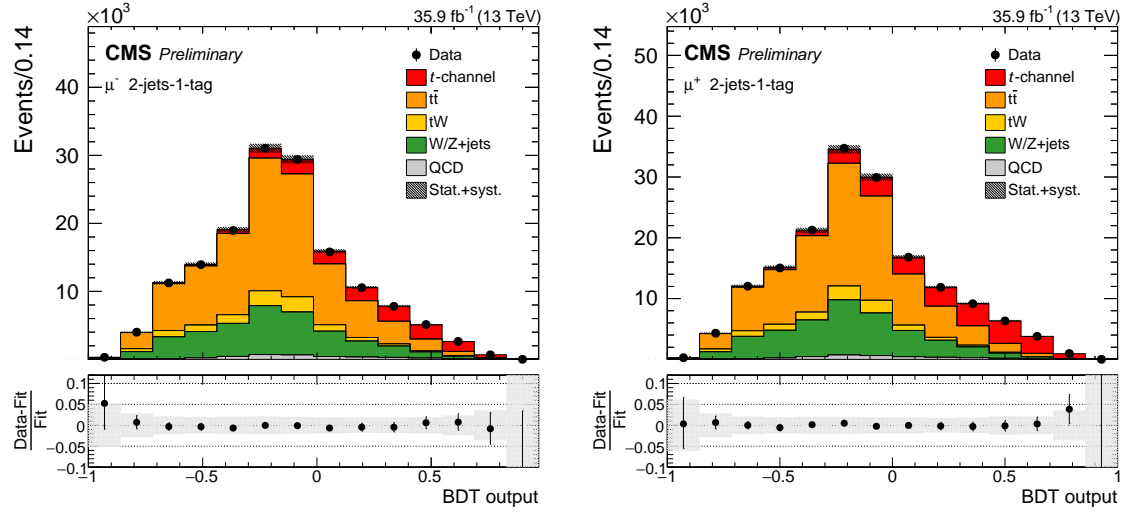 ×10³ 35.9 fb⁻¹ (13 TeV)
Events/0.14
CMS Preliminary
μ⁻ 2-jets-1-tag
Data
t-channel
tt̄
tW
W/Z+jets
QCD
Stat.+syst.
40
30
20
10
Data-Fit
Fit
0.1
0.05
0
−0.05
−0.1
−1 −0.5 0 0.5
BDT output
×10³ 35.9 fb⁻¹ (13 TeV)
Events/0.14
CMS Preliminary
μ⁺ 2-jets-1-tag
Data
t-channel
tt̄
tW
W/Z+jets
QCD
Stat.+syst.
50
40
30
20
10
Data-Fit
Fit
0.1
0.05
0
−0.05
−0.1
−1 −0.5 0 0.5 1
BDT output